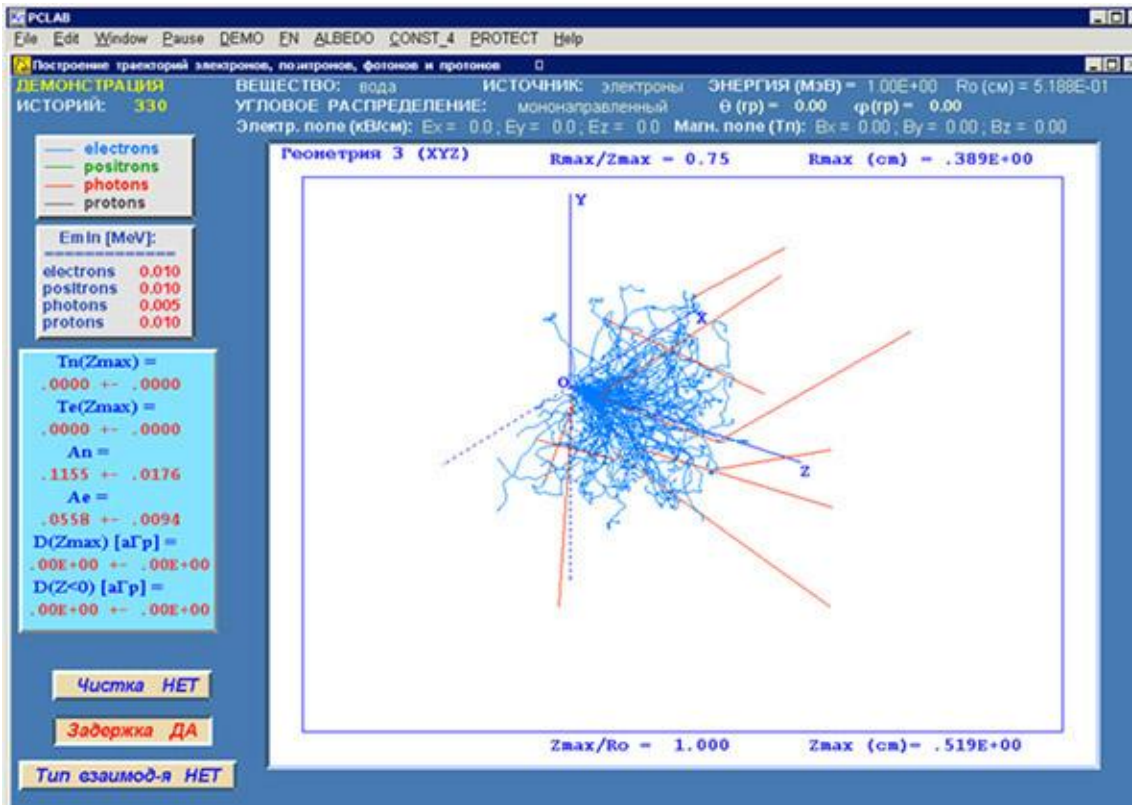 PCLAB
File Edit Window Pause DEMO FN ALBEDO CONST_4 PROTECT Help
Построение траекторий электронов, позитронов, фотонов и протонов
ДЕМОНСТРАЦИЯ ВЕЩЕСТВО: вода ИСТОЧНИК: электроны ЭНЕРГИЯ (МэВ) = 1.00E+00 Ro (см) = 5.188E-01
ИСТОРИЙ: 330 УГЛОВОЕ РАСПРЕДЕЛЕНИЕ: мононаправленный Θ (гр) = 0.00 φ(гр) = 0.00
Электр. поле (кВ/см): Ex = 0.0 ; Ey = 0.0 ; Ez = 0.0 Магн. поле (Тл): Bx = 0.00 ; By = 0.00 ; Bz = 0.00
Геометрия 3 (XYZ) Rmax/Zmax = 0.75 Rmax (cm) = .389E+00
electrons
positrons
photons
protons
Emin [MeV]:
=============
electrons 0.010
positrons 0.010
photons 0.005
protons 0.010
Y
X
O
Z
Tn(Zmax) =
.0000 +- .0000
Te(Zmax) =
.0000 +- .0000
An =
.1155 +- .0176
Ae =
.0558 +- .0094
D(Zmax) [аГр] =
.00E+00 +- .00E+00
D(Z<0) [аГр] =
.00E+00 +- .00E+00
Чистка НЕТ
Задержка ДА
Тип взаимод-я НЕТ
Zmax/Ro = 1.000 Zmax (cm)= .519E+00